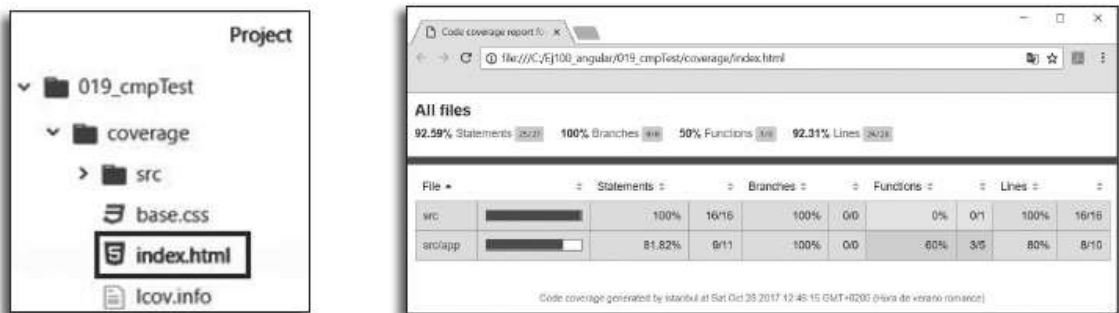 Project
019_cmpTest
coverage
src
base.css
index.html
lcov.info
Code coverage report for
file:///C:/Ej100_angular/019_cmpTest/coverage/index.html
All files
92.59% Statements 25/27 100% Branches 0/0 50% Functions 3/6 92.31% Lines 24/26
File Statements Branches Functions Lines
src 100% 16/16 100% 0/0 0% 0/1 100% 16/16
src/app 81.82% 9/11 100% 0/0 60% 3/5 80% 8/10
Code coverage generated by istanbul at Sat Oct 28 2017 12:46:15 GMT+0200 (Hora de verano romance)